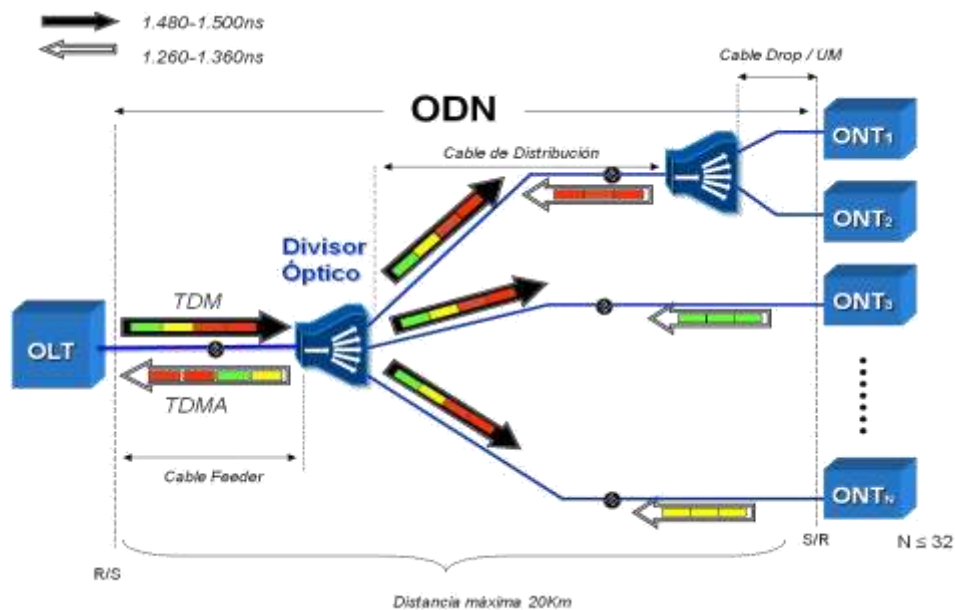 1.480-1.500ns
1.260-1.360ns
Cable Drop / UM
ODN
Cable de Distribución
ONT1
ONT2
Divisor
Óptico
TDM
ONT3
OLT
TDMA
Cable Feeder
ONTN
S/R
N ≤ 32
R/S
Distancia máxima 20Km